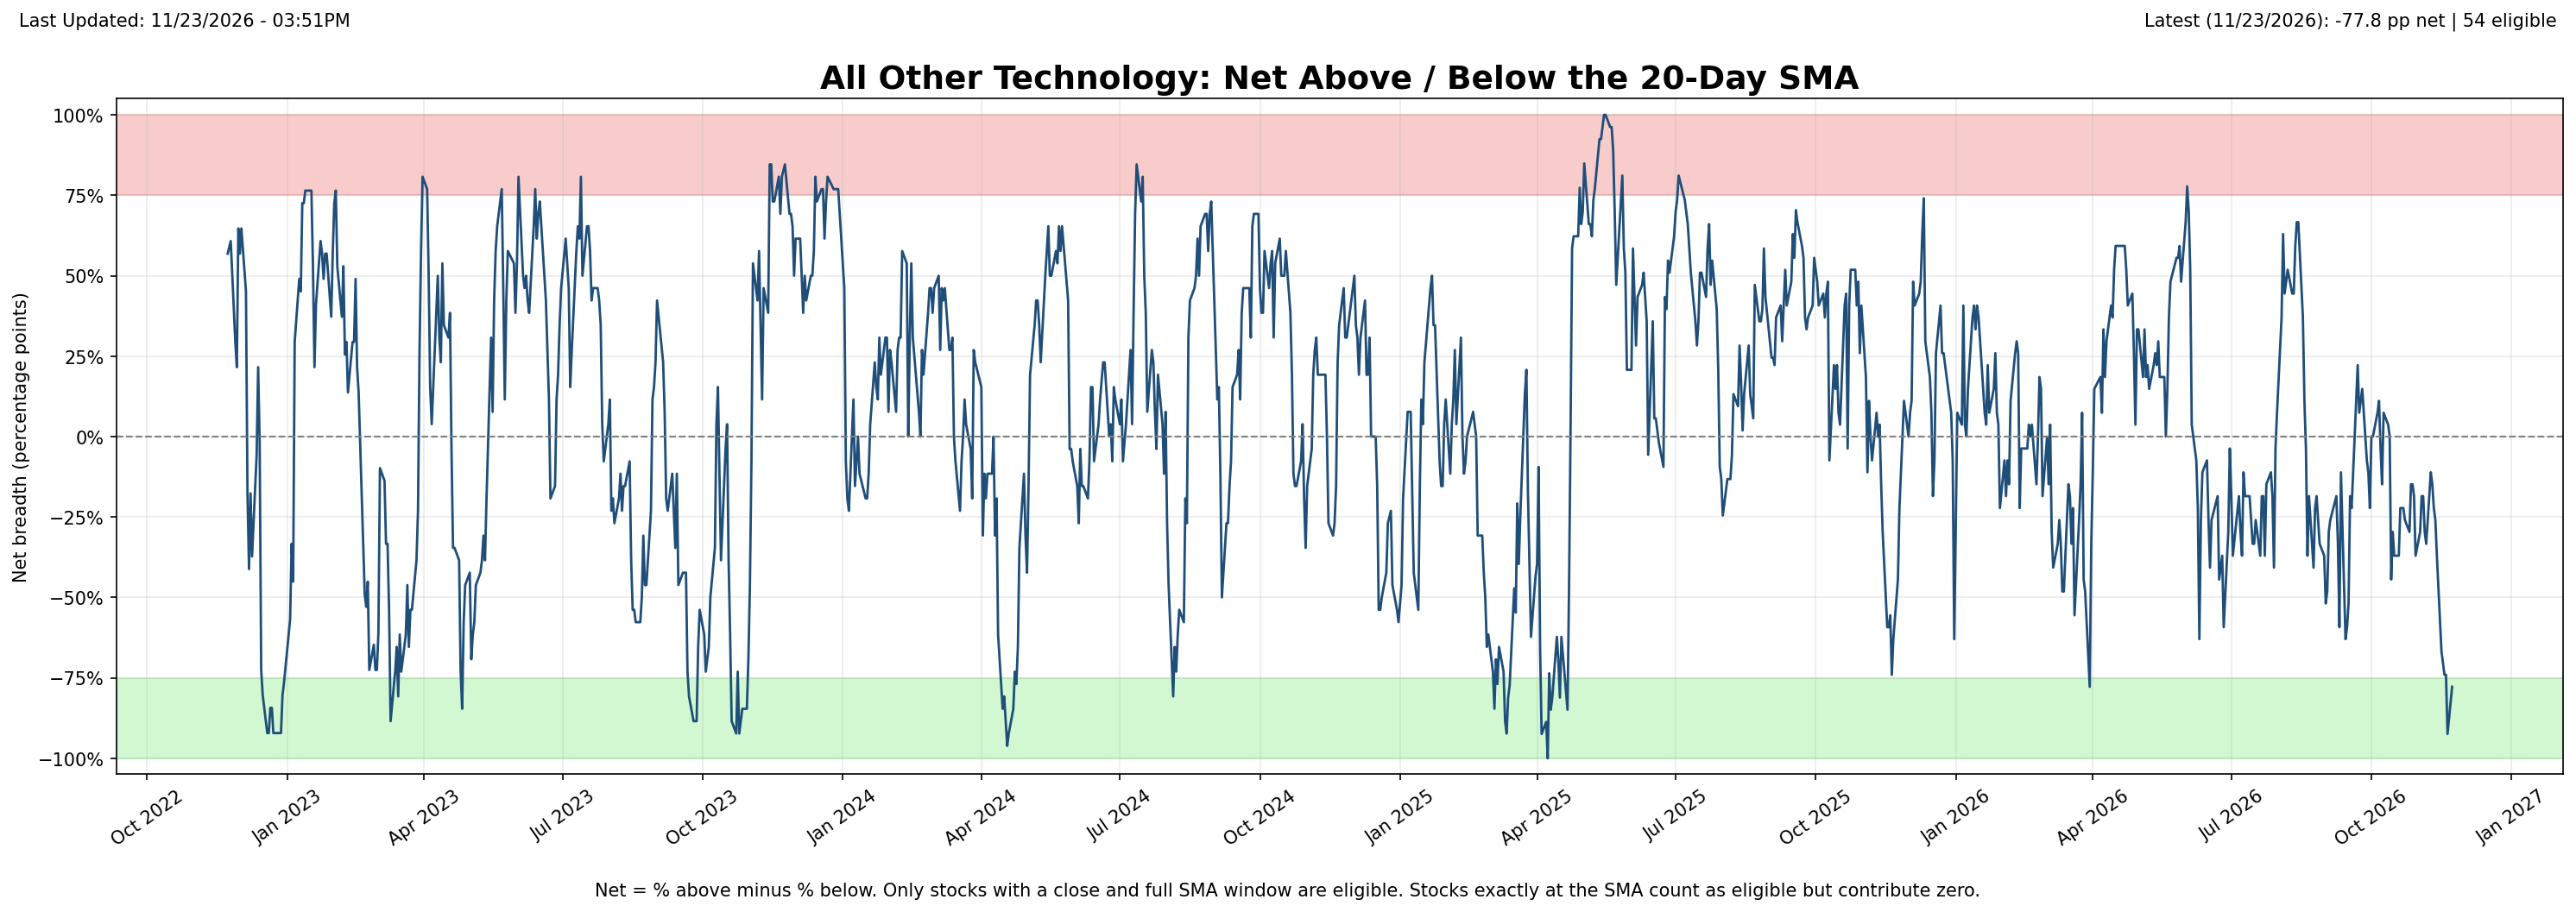 Last Updated: 11/23/2026 - 03:51PM
Latest (11/23/2026): -77.8 pp net | 54 eligible
All Other Technology: Net Above / Below the 20-Day SMA
Net breadth (percentage points)
100%
75%
50%
25%
0%
−25%
−50%
−75%
−100%
Oct 2022
Jan 2023
Apr 2023
Jul 2023
Oct 2023
Jan 2024
Apr 2024
Jul 2024
Oct 2024
Jan 2025
Apr 2025
Jul 2025
Oct 2025
Jan 2026
Apr 2026
Jul 2026
Oct 2026
Jan 2027
Net = % above minus % below. Only stocks with a close and full SMA window are eligible. Stocks exactly at the SMA count as eligible but contribute zero.